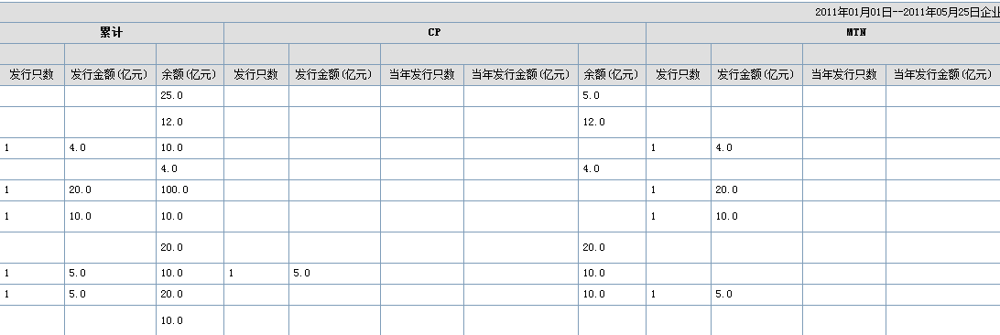 2011年01月01日--2011年05月25日企业
累计 CP MTN
发行只数 发行金额(亿元) 余额(亿元) 发行只数 发行金额(亿元) 当年发行只数 当年发行金额(亿元) 余额(亿元) 发行只数 发行金额(亿元) 当年发行只数 当年发行金额(亿元)
25.0 5.0
12.0 12.0
1 4.0 10.0 1 4.0
4.0 4.0
1 20.0 100.0 1 20.0
1 10.0 10.0 1 10.0
20.0 20.0
1 5.0 10.0 1 5.0 10.0
1 5.0 20.0 10.0 1 5.0
10.0